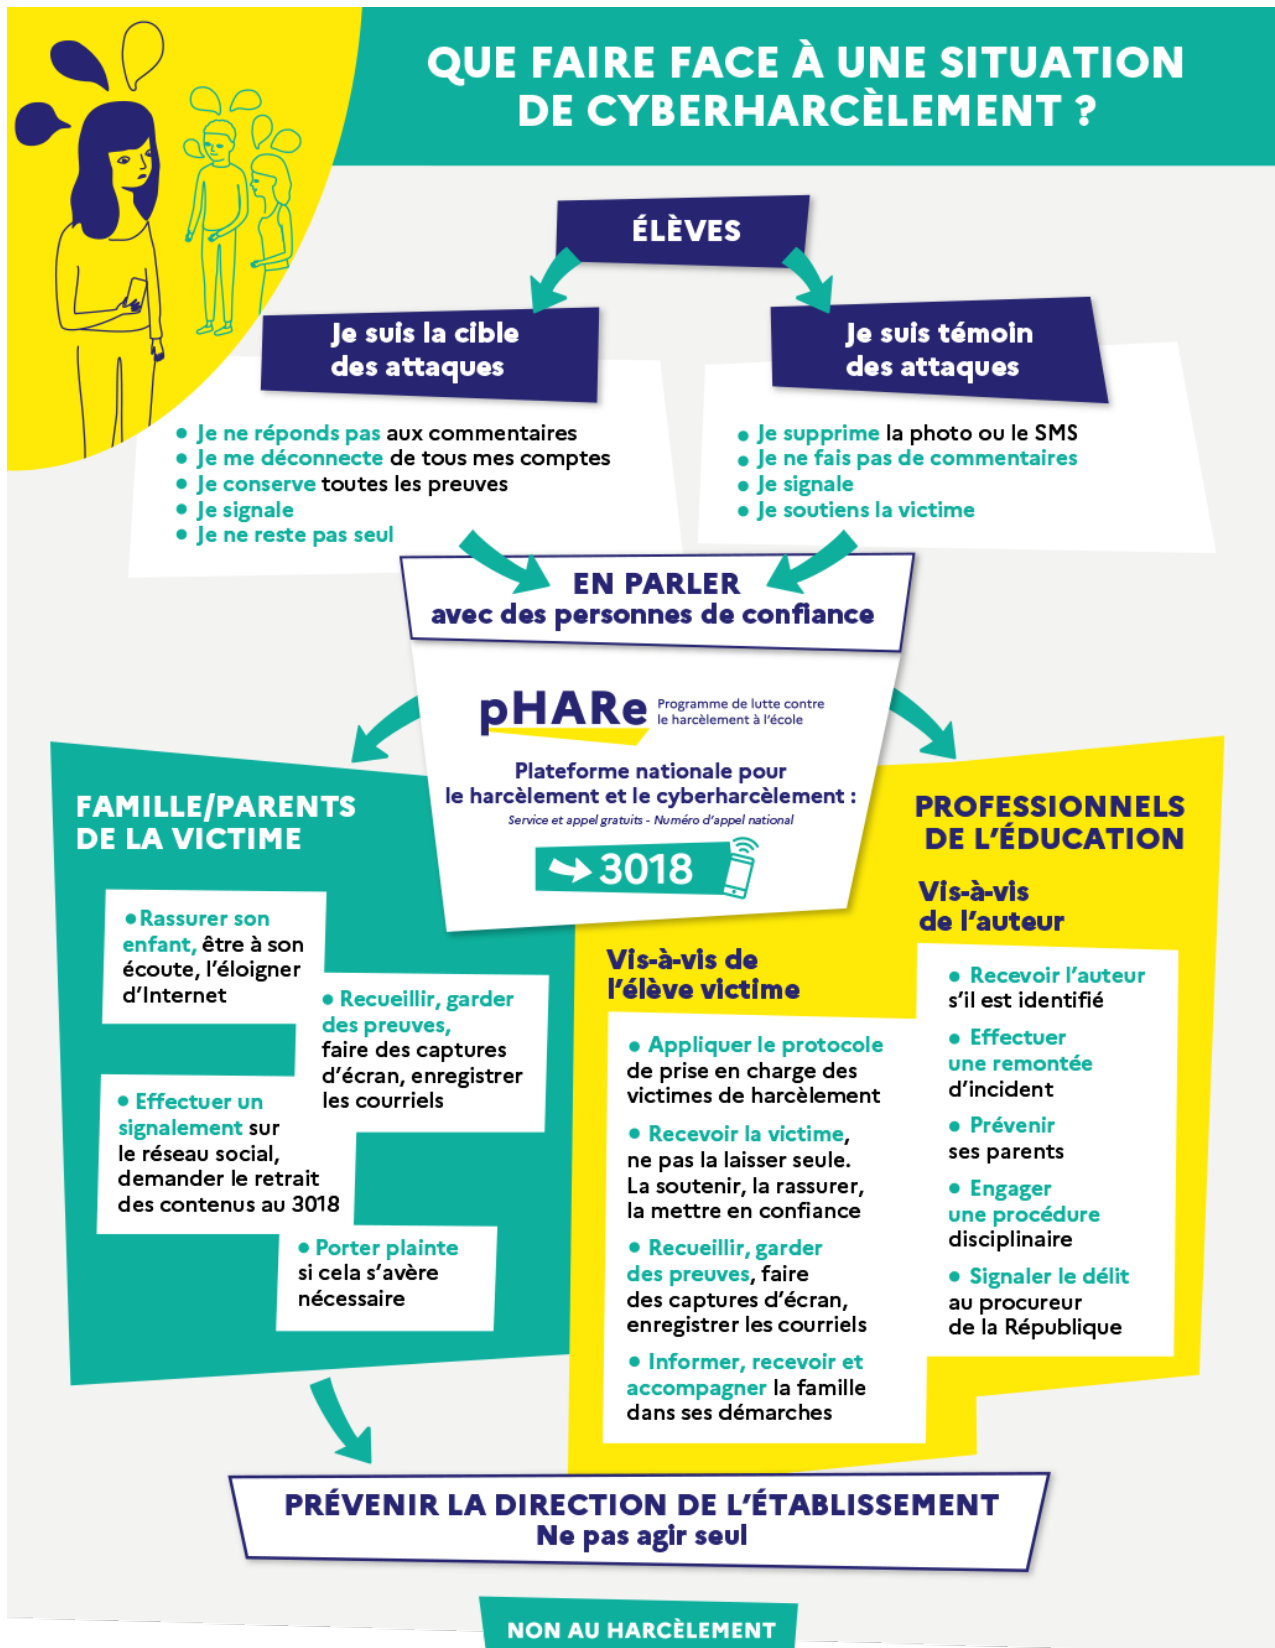 QUE FAIRE FACE À UNE SITUATION
DE CYBERHARCÈLEMENT ?
ÉLÈVES
Je suis la cible
des attaques
• Je ne réponds pas aux commentaires
• Je me déconnecte de tous mes comptes
• Je conserve toutes les preuves
• Je signale
• Je ne reste pas seul
Je suis témoin
des attaques
• Je supprime la photo ou le SMS
• Je ne fais pas de commentaires
• Je signale
• Je soutiens la victime
EN PARLER
avec des personnes de confiance
pHARe
Programme de lutte contre
le harcèlement à l'école
Plateforme nationale pour
le harcèlement et le cyberharcèlement :
Service et appel gratuits - Numéro d'appel national
3018
FAMILLE/PARENTS
DE LA VICTIME
• Rassurer son
enfant, être à son
écoute, l'éloigner
d'Internet
• Recueillir, garder
des preuves,
faire des captures
d'écran, enregistrer
les courriels
• Effectuer un
signalement sur
le réseau social,
demander le retrait
des contenus au 3018
• Porter plainte
si cela s'avère
nécessaire
PROFESSIONNELS
DE L'ÉDUCATION
Vis-à-vis de
l'élève victime
• Appliquer le protocole
de prise en charge des
victimes de harcèlement
• Recevoir la victime,
ne pas la laisser seule.
La soutenir, la rassurer,
la mettre en confiance
• Recueillir, garder
des preuves, faire
des captures d'écran,
enregistrer les courriels
• Informer, recevoir et
accompagner la famille
dans ses démarches
Vis-à-vis
de l'auteur
• Recevoir l'auteur
s'il est identifié
• Effectuer
une remontée
d'incident
• Prévenir
ses parents
• Engager
une procédure
disciplinaire
• Signaler le délit
au procureur
de la République
PRÉVENIR LA DIRECTION DE L'ÉTABLISSEMENT
Ne pas agir seul
NON AU HARCÈLEMENT